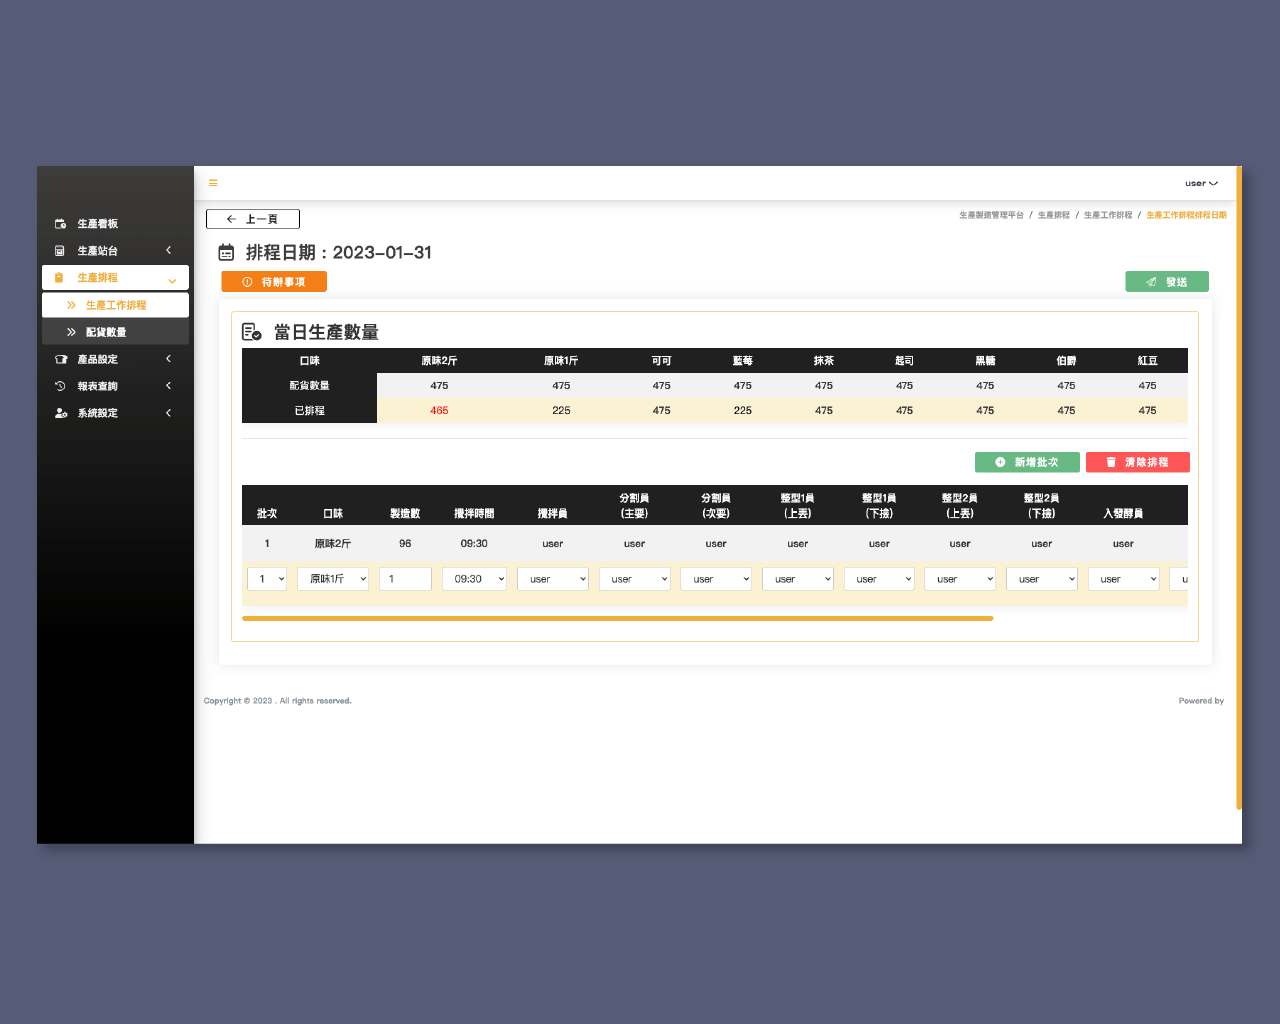 user
生產看板
生產站台
生產排程
生產工作排程
配貨數量
產品設定
報表查詢
系統設定
上一頁
生產製造管理平台 / 生產排程 / 生產工作排程 / 生產工作排程排程日期
排程日期：2023-01-31
待辦事項
發送
當日生產數量
口味 原味2斤 原味1斤 可可 藍莓 抹茶 起司 黑糖 伯爵 紅豆
配貨數量 475 475 475 475 475 475 475 475 475
已排程 465 225 475 225 475 475 475 475 475
新增批次 清除排程
批次 口味 製造數 攪拌時間 攪拌員 分割員(主要) 分割員(次要) 整型1員(上丟) 整型1員(下撿) 整型2員(上丟) 整型2員(下撿) 入發酵員
1 原味2斤 96 09:30 user user user user user user user user
1 原味1斤 1 09:30 user user user user user user user user u
Copyright © 2023 . All rights reserved.
Powered by